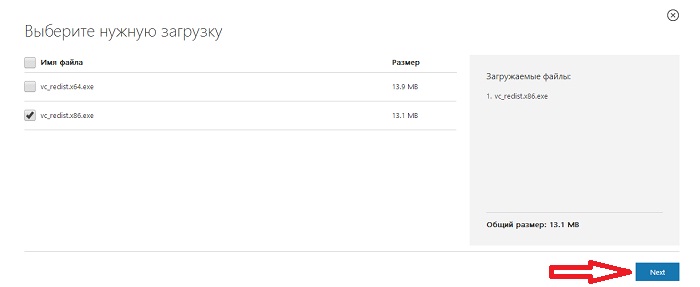 Выберите нужную загрузку
Имя файла Размер
vc_redist.x64.exe 13.9 MB
vc_redist.x86.exe 13.1 MB
Загружаемые файлы:
1. vc_redist.x86.exe
Общий размер: 13.1 MB
Next